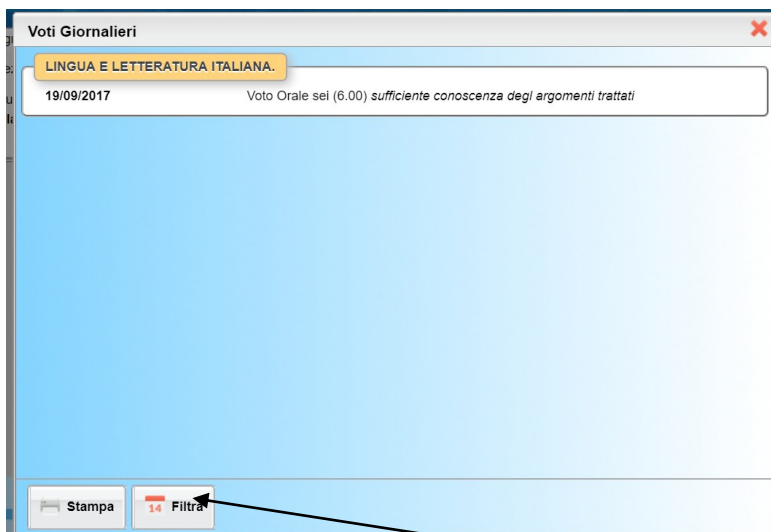 Voti Giornalieri
LINGUA E LETTERATURA ITALIANA.
19/09/2017 Voto Orale sei (6.00) sufficiente conoscenza degl argomenti trattati
Stampa 14 Filtra